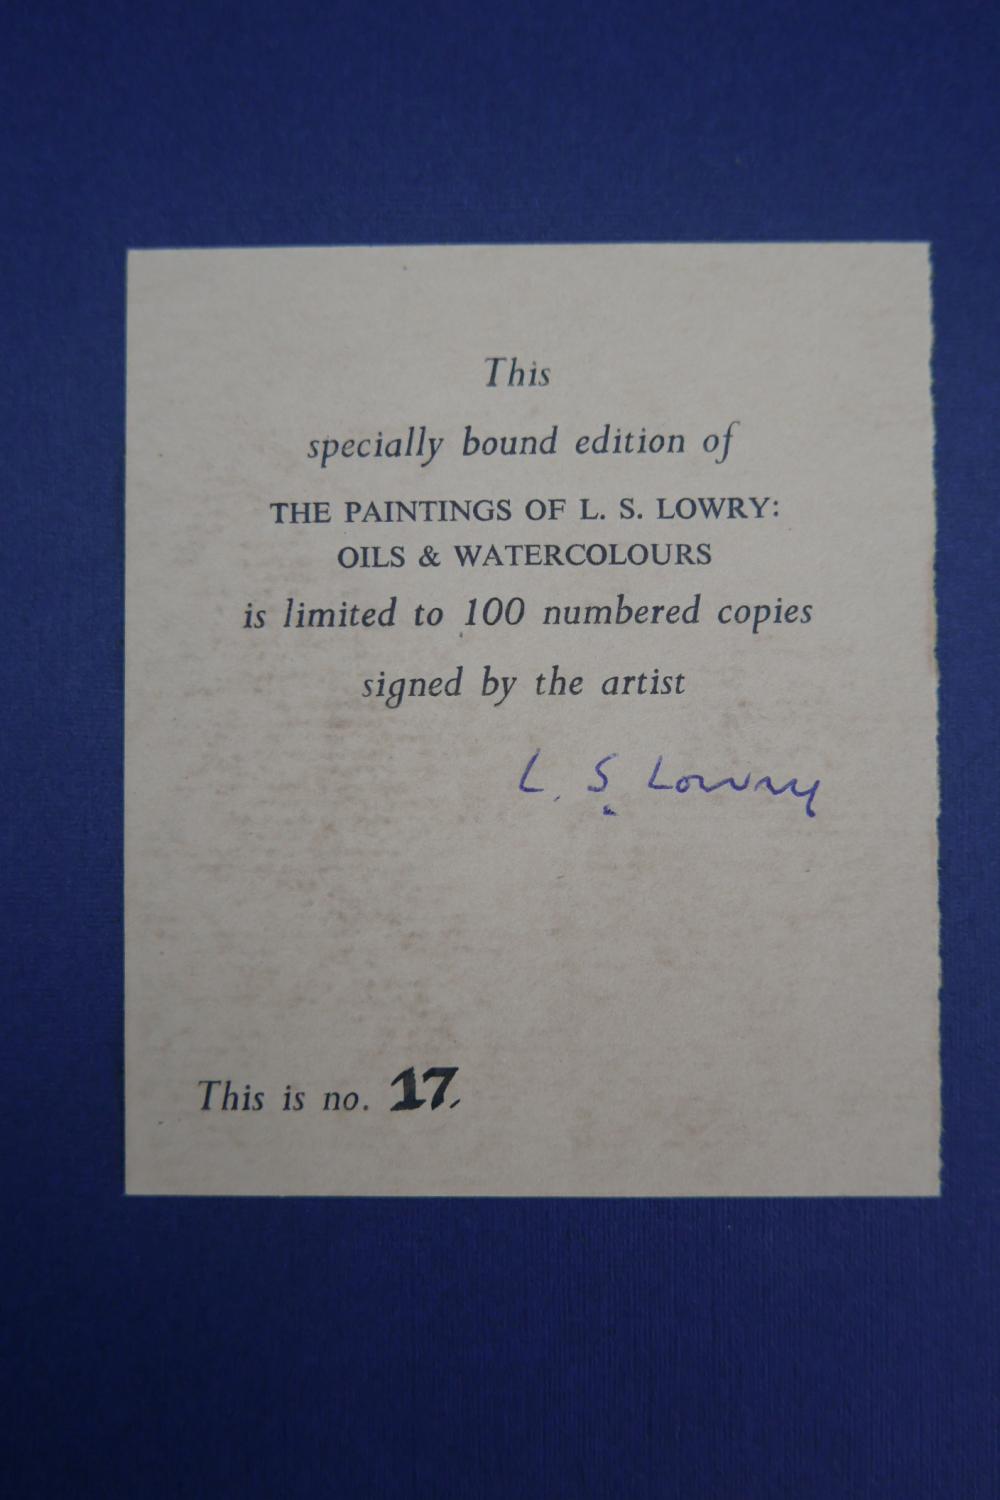 This
specially bound edition of
THE PAINTINGS OF L. S. LOWRY:
OILS & WATERCOLOURS
is limited to 100 numbered copies
signed by the artist
L. S. Lowry
This is no. 17.